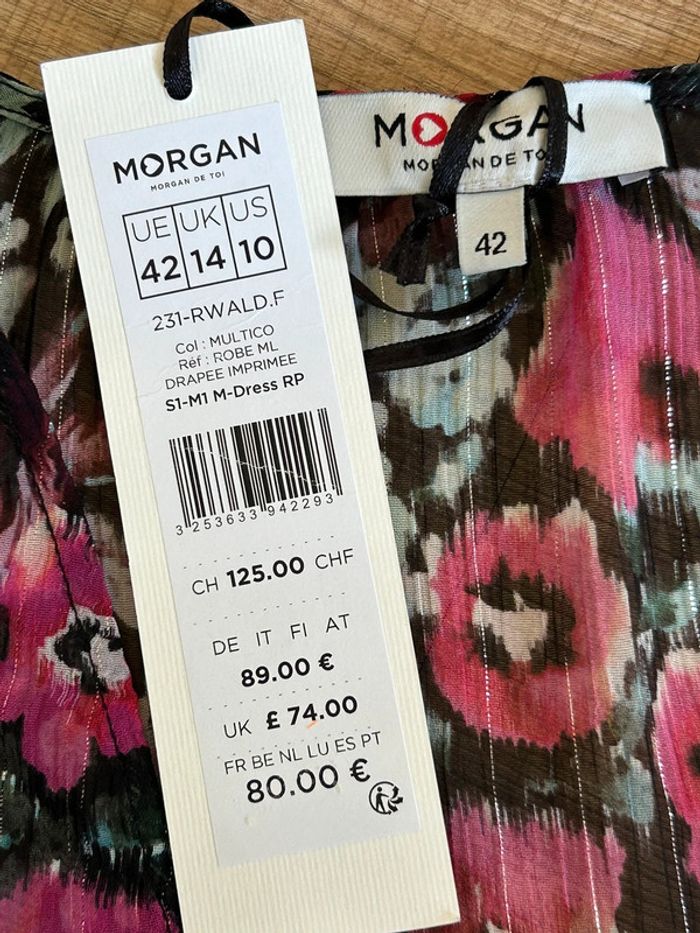 MORGAN
MORGAN DE TOI
UE UK US
42 14 10
231-RWALD.F
Col : MULTICO
Réf : ROBE ML
DRAPEE IMPRIMEE
S1-M1 M-Dress RP
3 253633 942293
CH 125.00 CHF
DE IT FI AT
89.00 €
UK £ 74.00
FR BE NL LU ES PT
80.00 €
MORGAN
MORGAN DE TOI
42